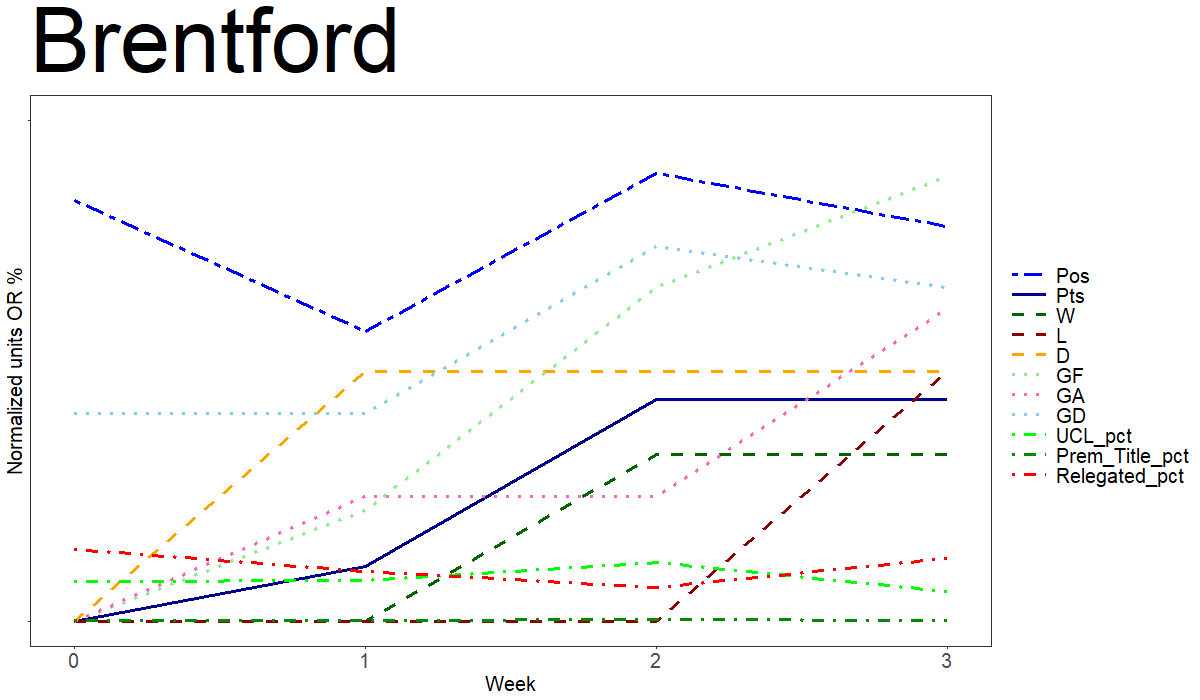 Brentford
Normalized units OR %
0 1 2 3
Week
Pos
Pts
W
L
D
GF
GA
GD
UCL_pct
Prem_Title_pct
Relegated_pct